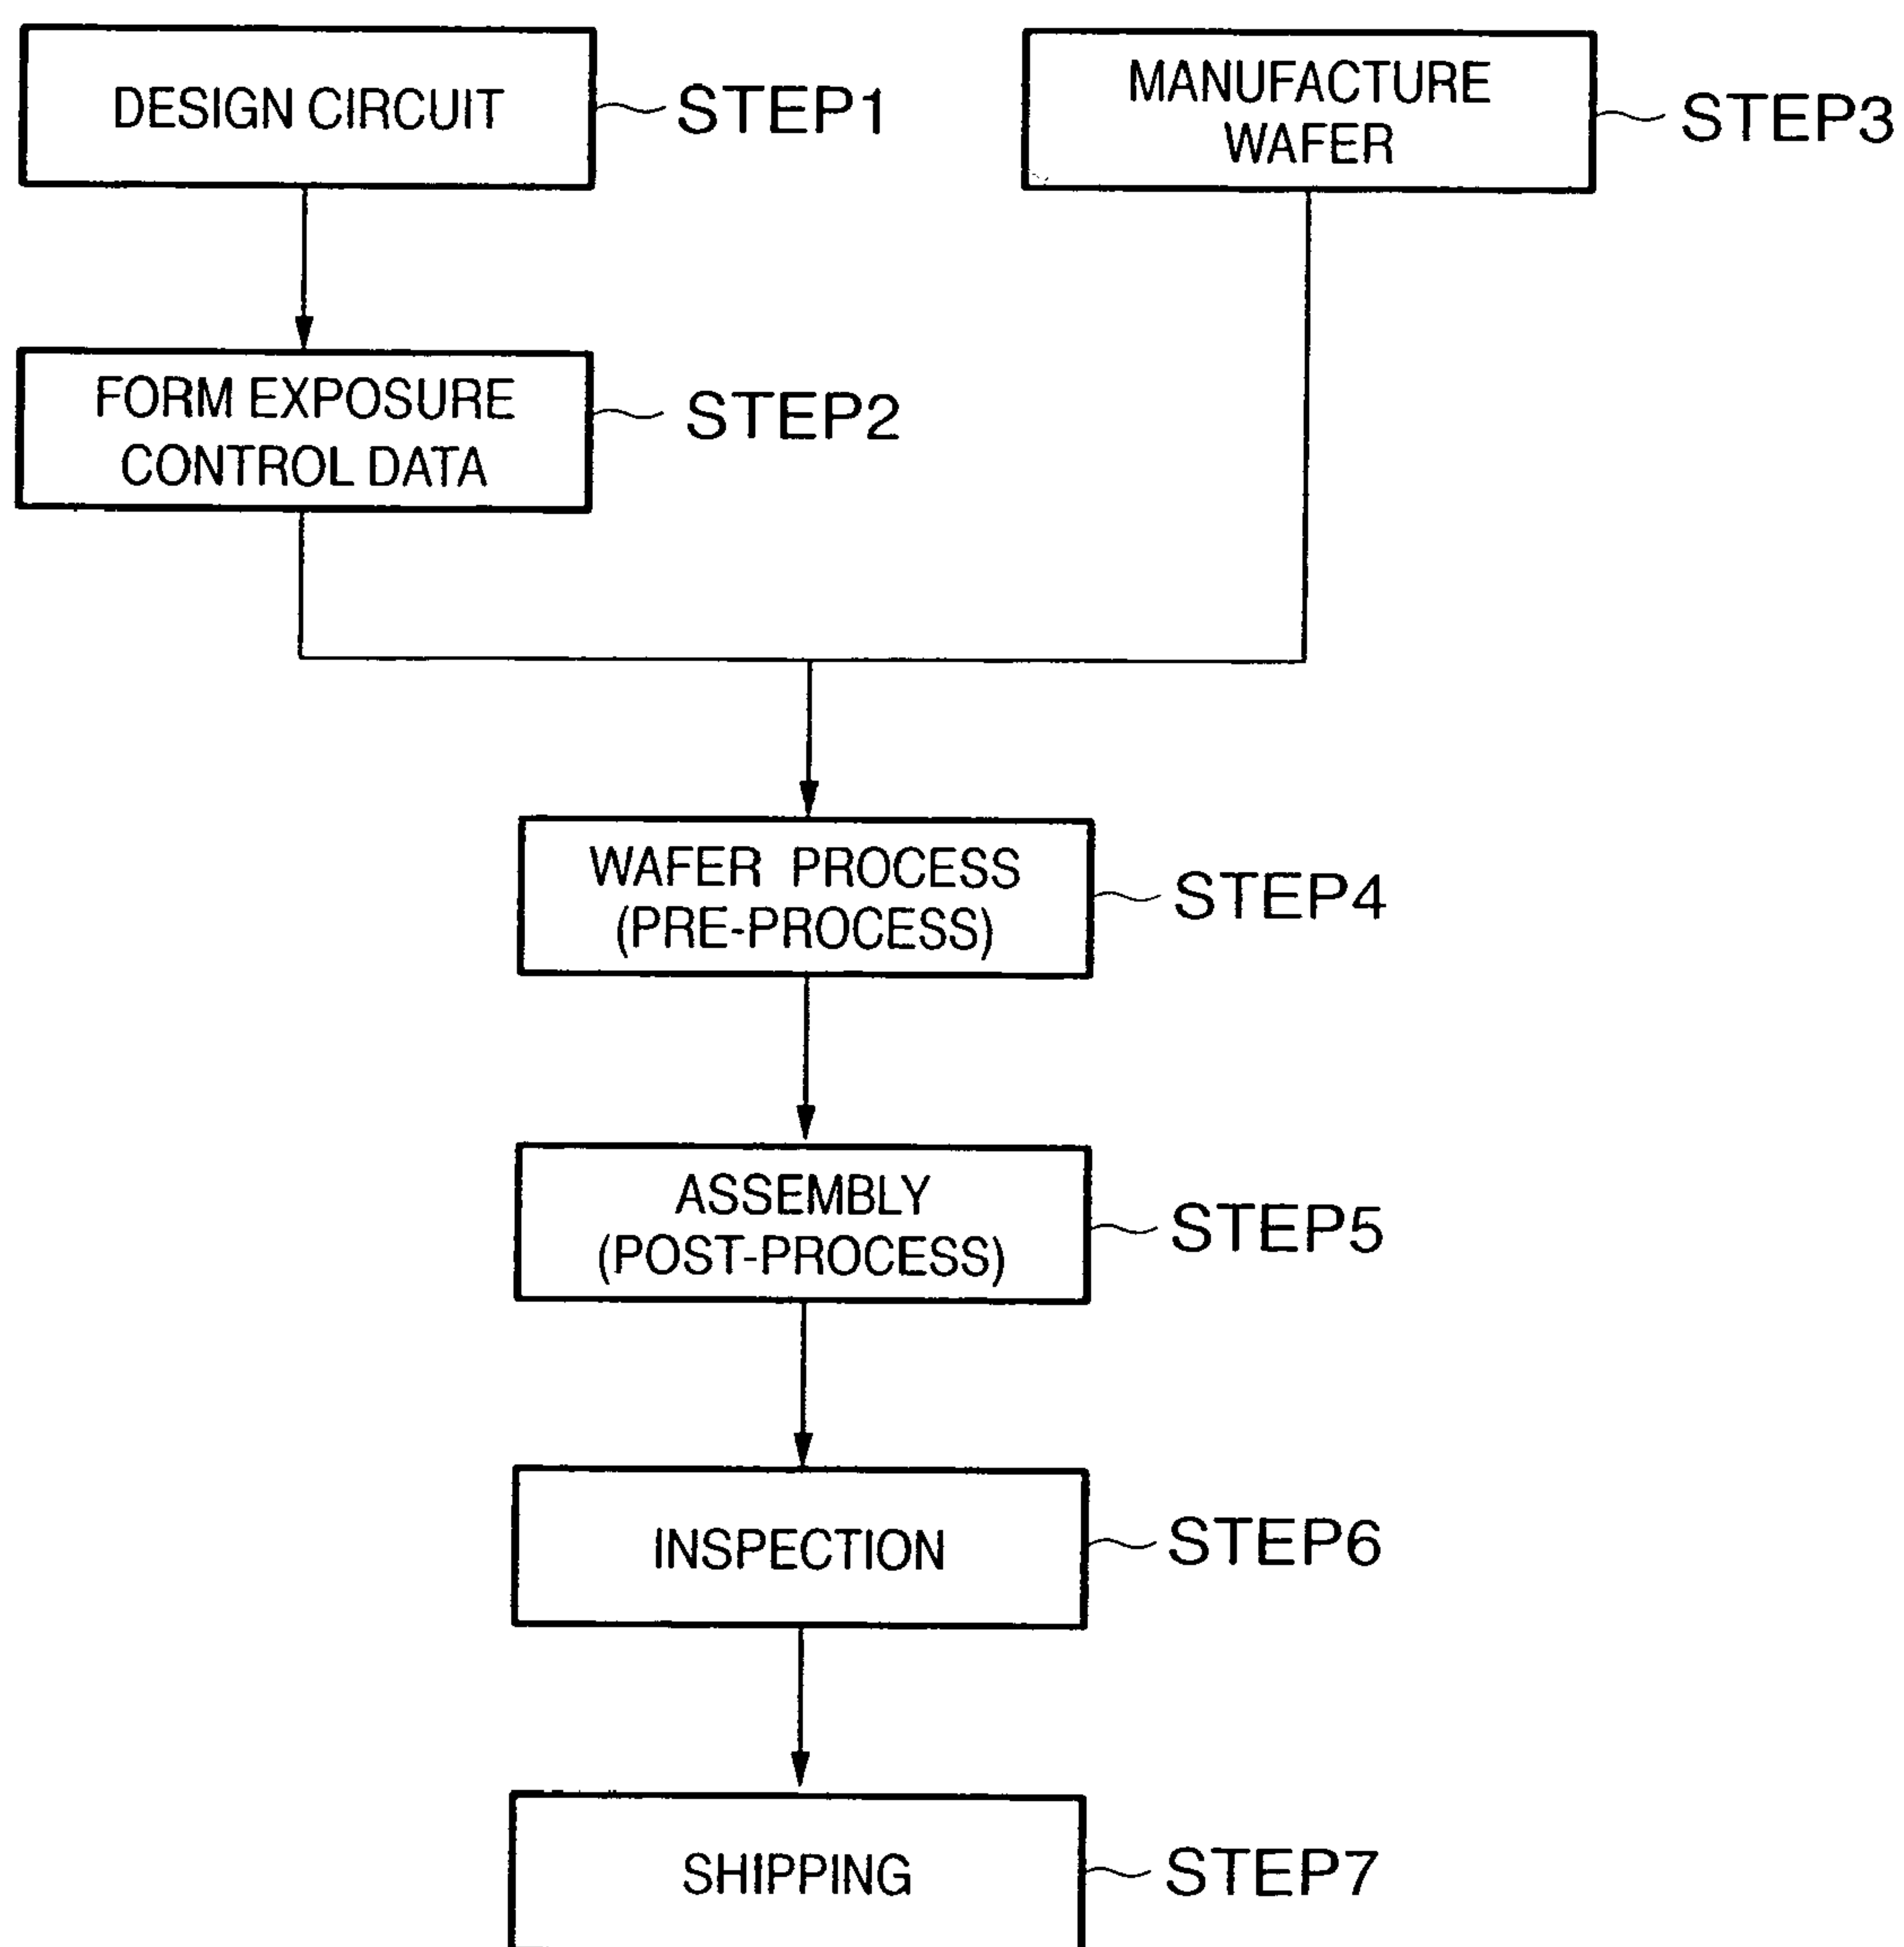 DESIGN CIRCUIT
STEP1
MANUFACTURE
WAFER
STEP3
FORM EXPOSURE
CONTROL DATA
STEP2
WAFER PROCESS
(PRE-PROCESS)
STEP4
ASSEMBLY
(POST-PROCESS)
STEP5
INSPECTION
STEP6
SHIPPING
STEP7